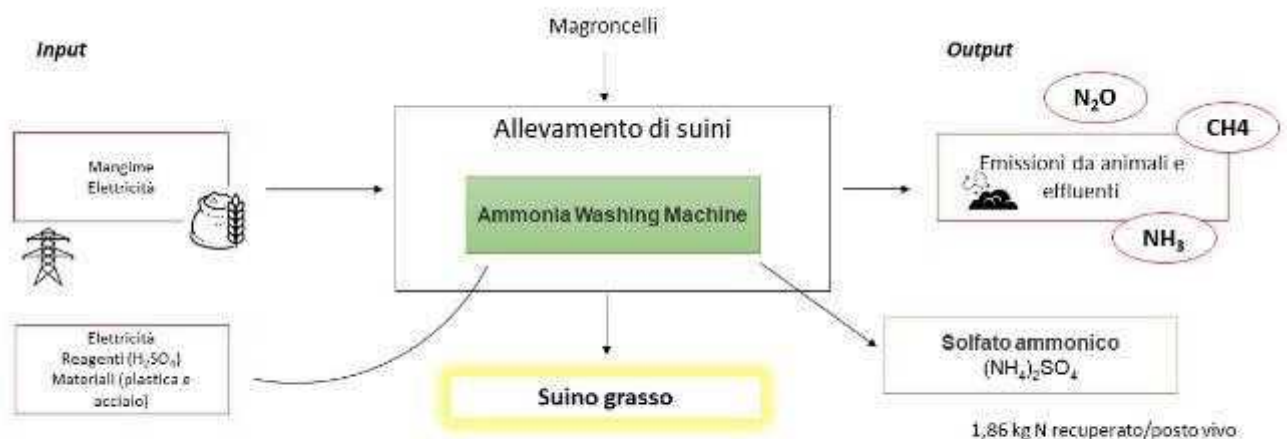 Magroncelli
Input
Output
Mangime
Elettricità
Allevamento di suini
Ammonia Washing Machine
N₂O
CH4
Emissioni da animali e
effluenti
NH₃
Elettricità
Reagenti (H₂SO₄)
Materiali (plastica e
acciaio)
Suino grasso
Solfato ammonico
(NH₄)₂SO₄
1,86 kg N recuperato/posto vivo